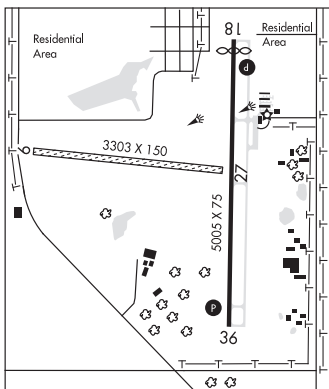 Residential
Area
18
Residential
Area
P
3303 X 150
27
5005 X 75
P
36